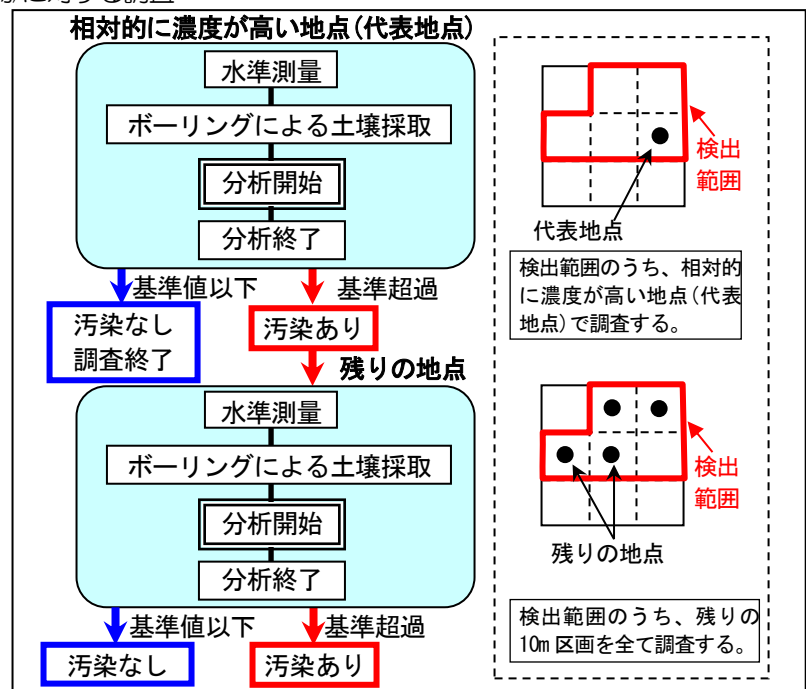 に対する調査
相対的に濃度が高い地点(代表地点)
水準測量
ボーリングによる土壌採取
分析開始
分析終了
基準値以下
基準超過
汚染なし
調査終了
汚染あり
残りの地点
水準測量
ボーリングによる土壌採取
分析開始
分析終了
基準値以下
基準超過
汚染なし
汚染あり
検出
範囲
代表地点
検出範囲のうち、相対的
に濃度が高い地点(代表
地点)で調査する。
検出
範囲
残りの地点
検出範囲のうち、残りの
10m区画を全て調査する。